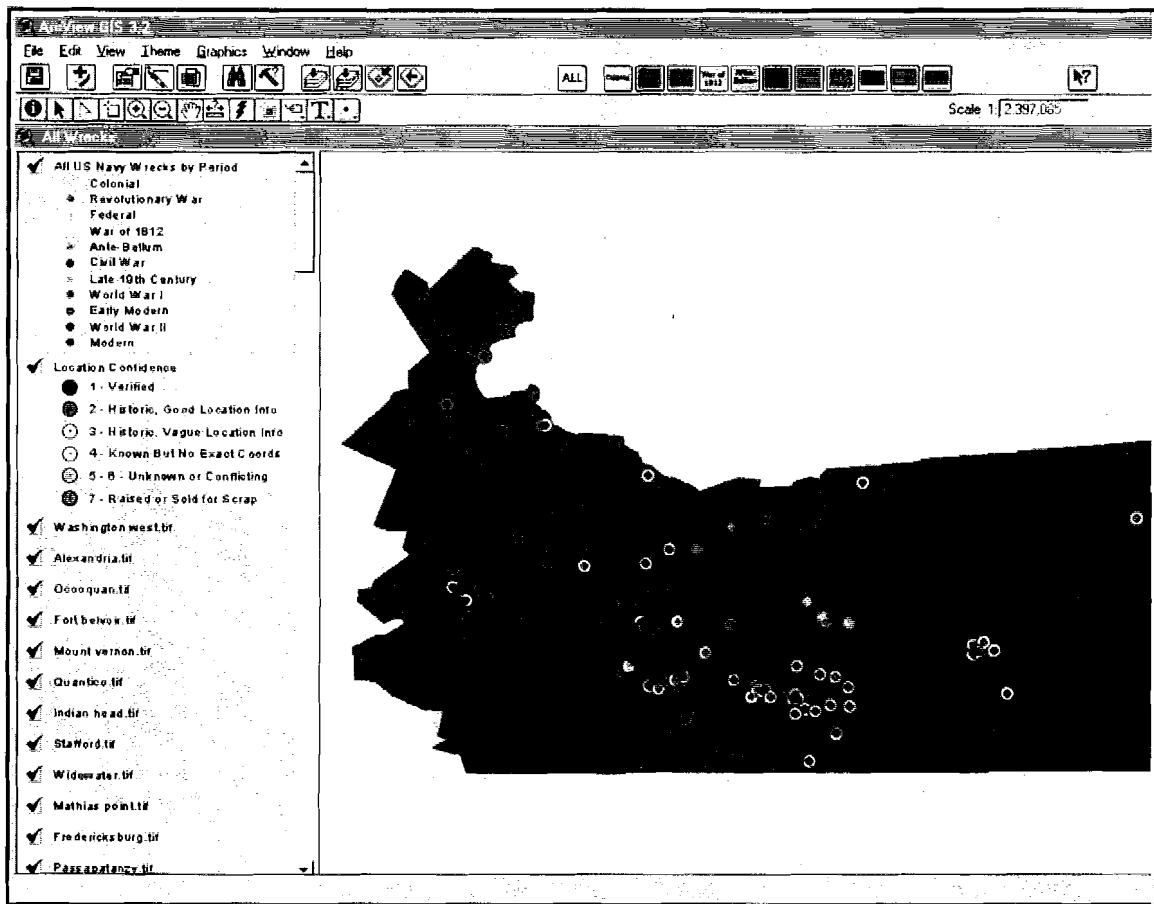 ArcView GIS 3.2
File Edit View Theme Graphics Window Help
ALL War of 1812
Scale 1: 2,397,065
All Wrecks
All US Navy Wrecks by Period
Colonial
Revolutionary War
Federal
War of 1812
Ante-Bellum
Civil War
Late-19th Century
World War I
Early Modern
World War II
Modern
Location Confidence
1 - Verified
2 - Historic, Good Location Info
3 - Historic, Vague Location Info
4 - Known But No Exact Coords
5 - 6 - Unknown or Conflicting
7 - Raised or Sold for Scrap
Washington west.tif
Alexandria.tif
Occoquan.tif
Fort belvoir.tif
Mount vernon.tif
Quantico.tif
Indian head.tif
Stafford.tif
Widewater.tif
Mathias point.tif
Fredericksburg.tif
Passapatanzy.tif